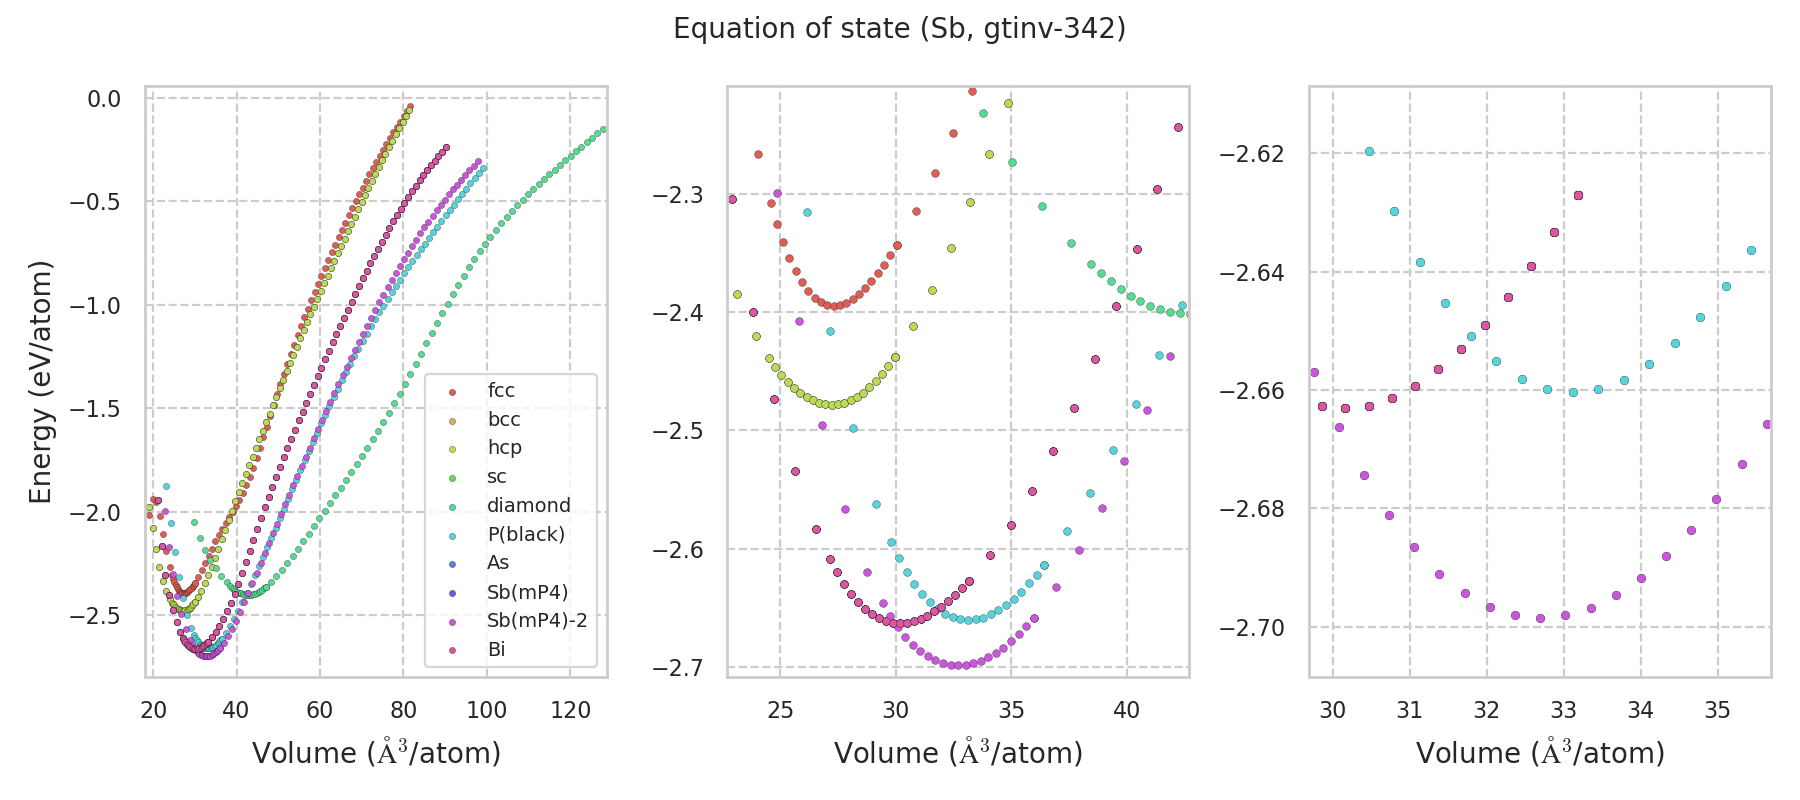 Equation of state (Sb, gtinv-342)
Energy (eV/atom)
0.0
−0.5
−1.0
−1.5
−2.0
−2.5
20 40 60 80 100 120
Volume (Å³/atom)
fcc
bcc
hcp
sc
diamond
P(black)
As
Sb(mP4)
Sb(mP4)-2
Bi
−2.3
−2.4
−2.5
−2.6
−2.7
25 30 35 40
Volume (Å³/atom)
−2.62
−2.64
−2.66
−2.68
−2.70
30 31 32 33 34 35
Volume (Å³/atom)